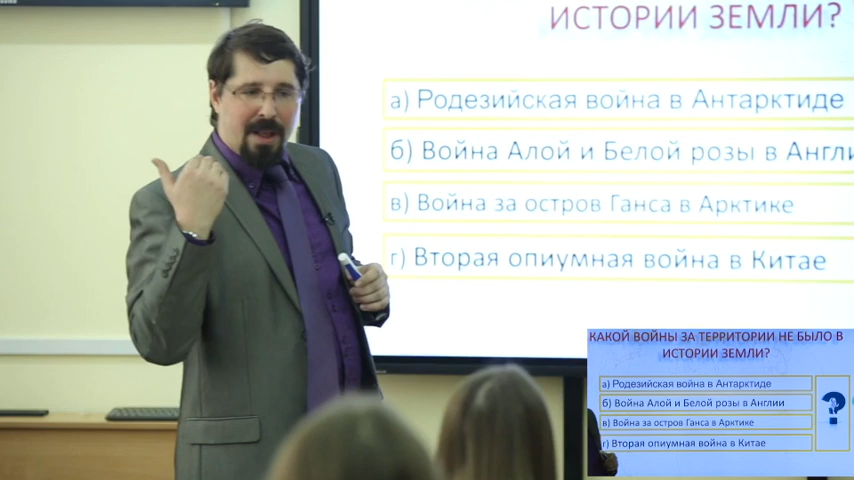 ИСТОРИИ ЗЕМЛИ?
а) Родезийская война в Антарктиде
б) Война Алой и Белой розы в Англи
в) Война за остров Ганса в Арктике
г) Вторая опиумная война в Китае
КАКОЙ ВОЙНЫ ЗА ТЕРРИТОРИИ НЕ БЫЛО В
ИСТОРИИ ЗЕМЛИ?
а) Родезийская война в Антарктиде
б) Война Алой и Белой розы в Англии
в) Война за остров Ганса в Арктике
г) Вторая опиумная война в Китае
?